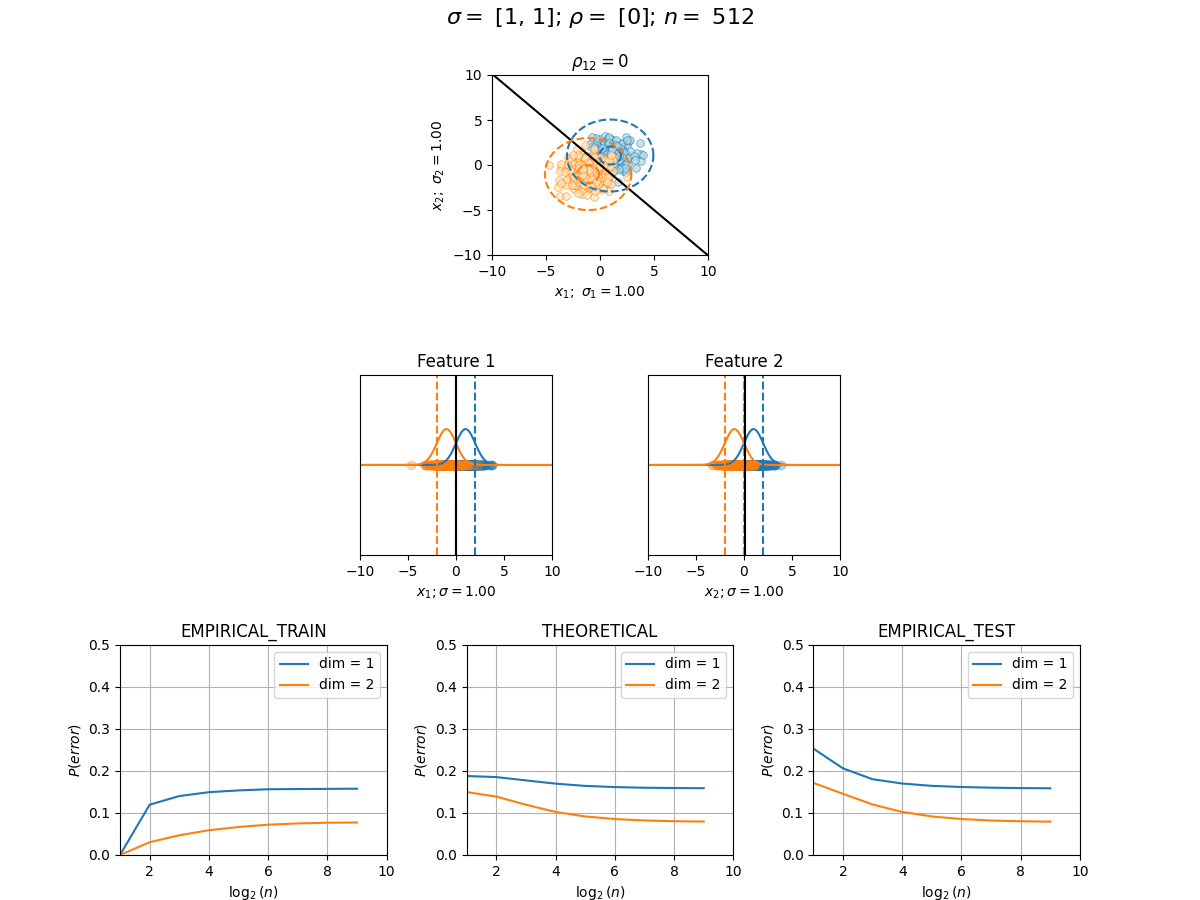 σ = [1, 1]; ρ = [0]; n = 512
ρ₁₂ = 0
10
5
0
−5
−10
x₂; σ₂ = 1.00
−10 −5 0 5 10
x₁; σ₁ = 1.00
Feature 1 Feature 2
−10 −5 0 5 10 −10 −5 0 5 10
x₁; σ = 1.00 x₂; σ = 1.00
EMPIRICAL_TRAIN
0.5
0.4
0.3
0.2
0.1
0.0
P(error)
dim = 1
dim = 2
2 4 6 8 10
log₂(n)
THEORETICAL
0.5
0.4
0.3
0.2
0.1
0.0
P(error)
dim = 1
dim = 2
2 4 6 8 10
log₂(n)
EMPIRICAL_TEST
0.5
0.4
0.3
0.2
0.1
0.0
P(error)
dim = 1
dim = 2
2 4 6 8 10
log₂(n)